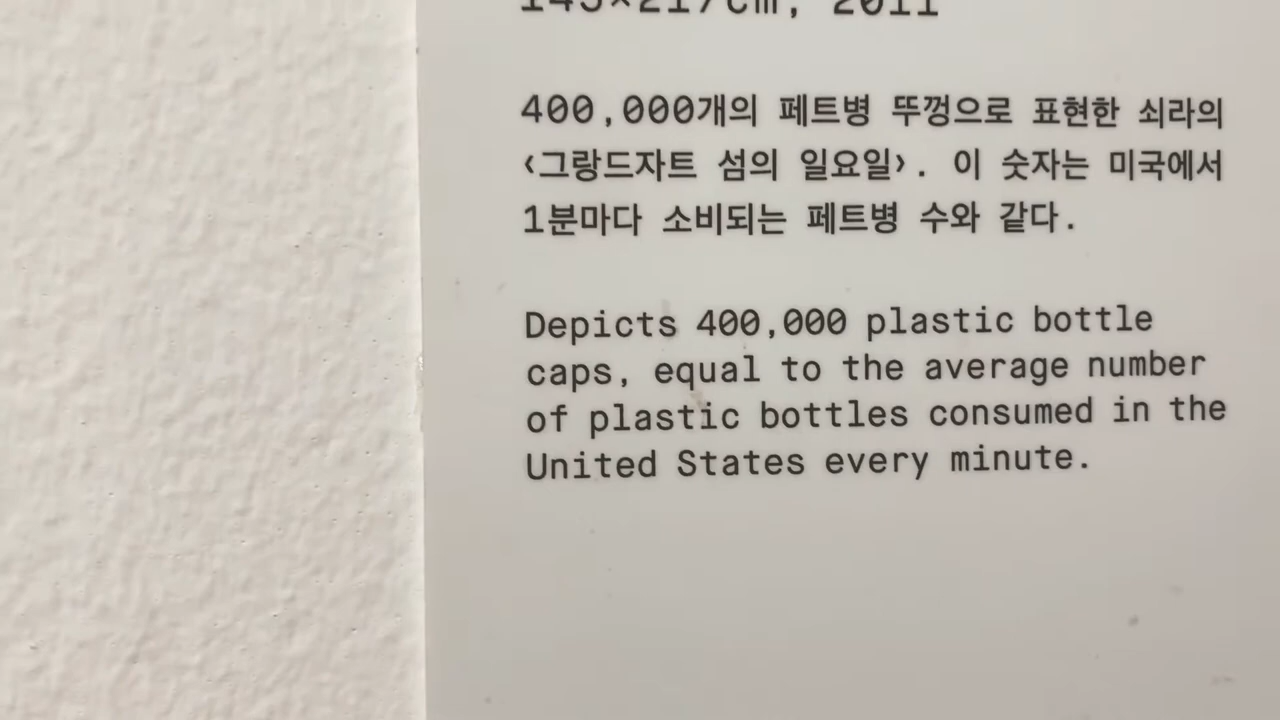 145×217cm, 2011
400,000개의 페트병 뚜껑으로 표현한 쇠라의
‹그랑드자트 섬의 일요일›. 이 숫자는 미국에서
1분마다 소비되는 페트병 수와 같다.
Depicts 400,000 plastic bottle
caps, equal to the average number
of plastic bottles consumed in the
United States every minute.